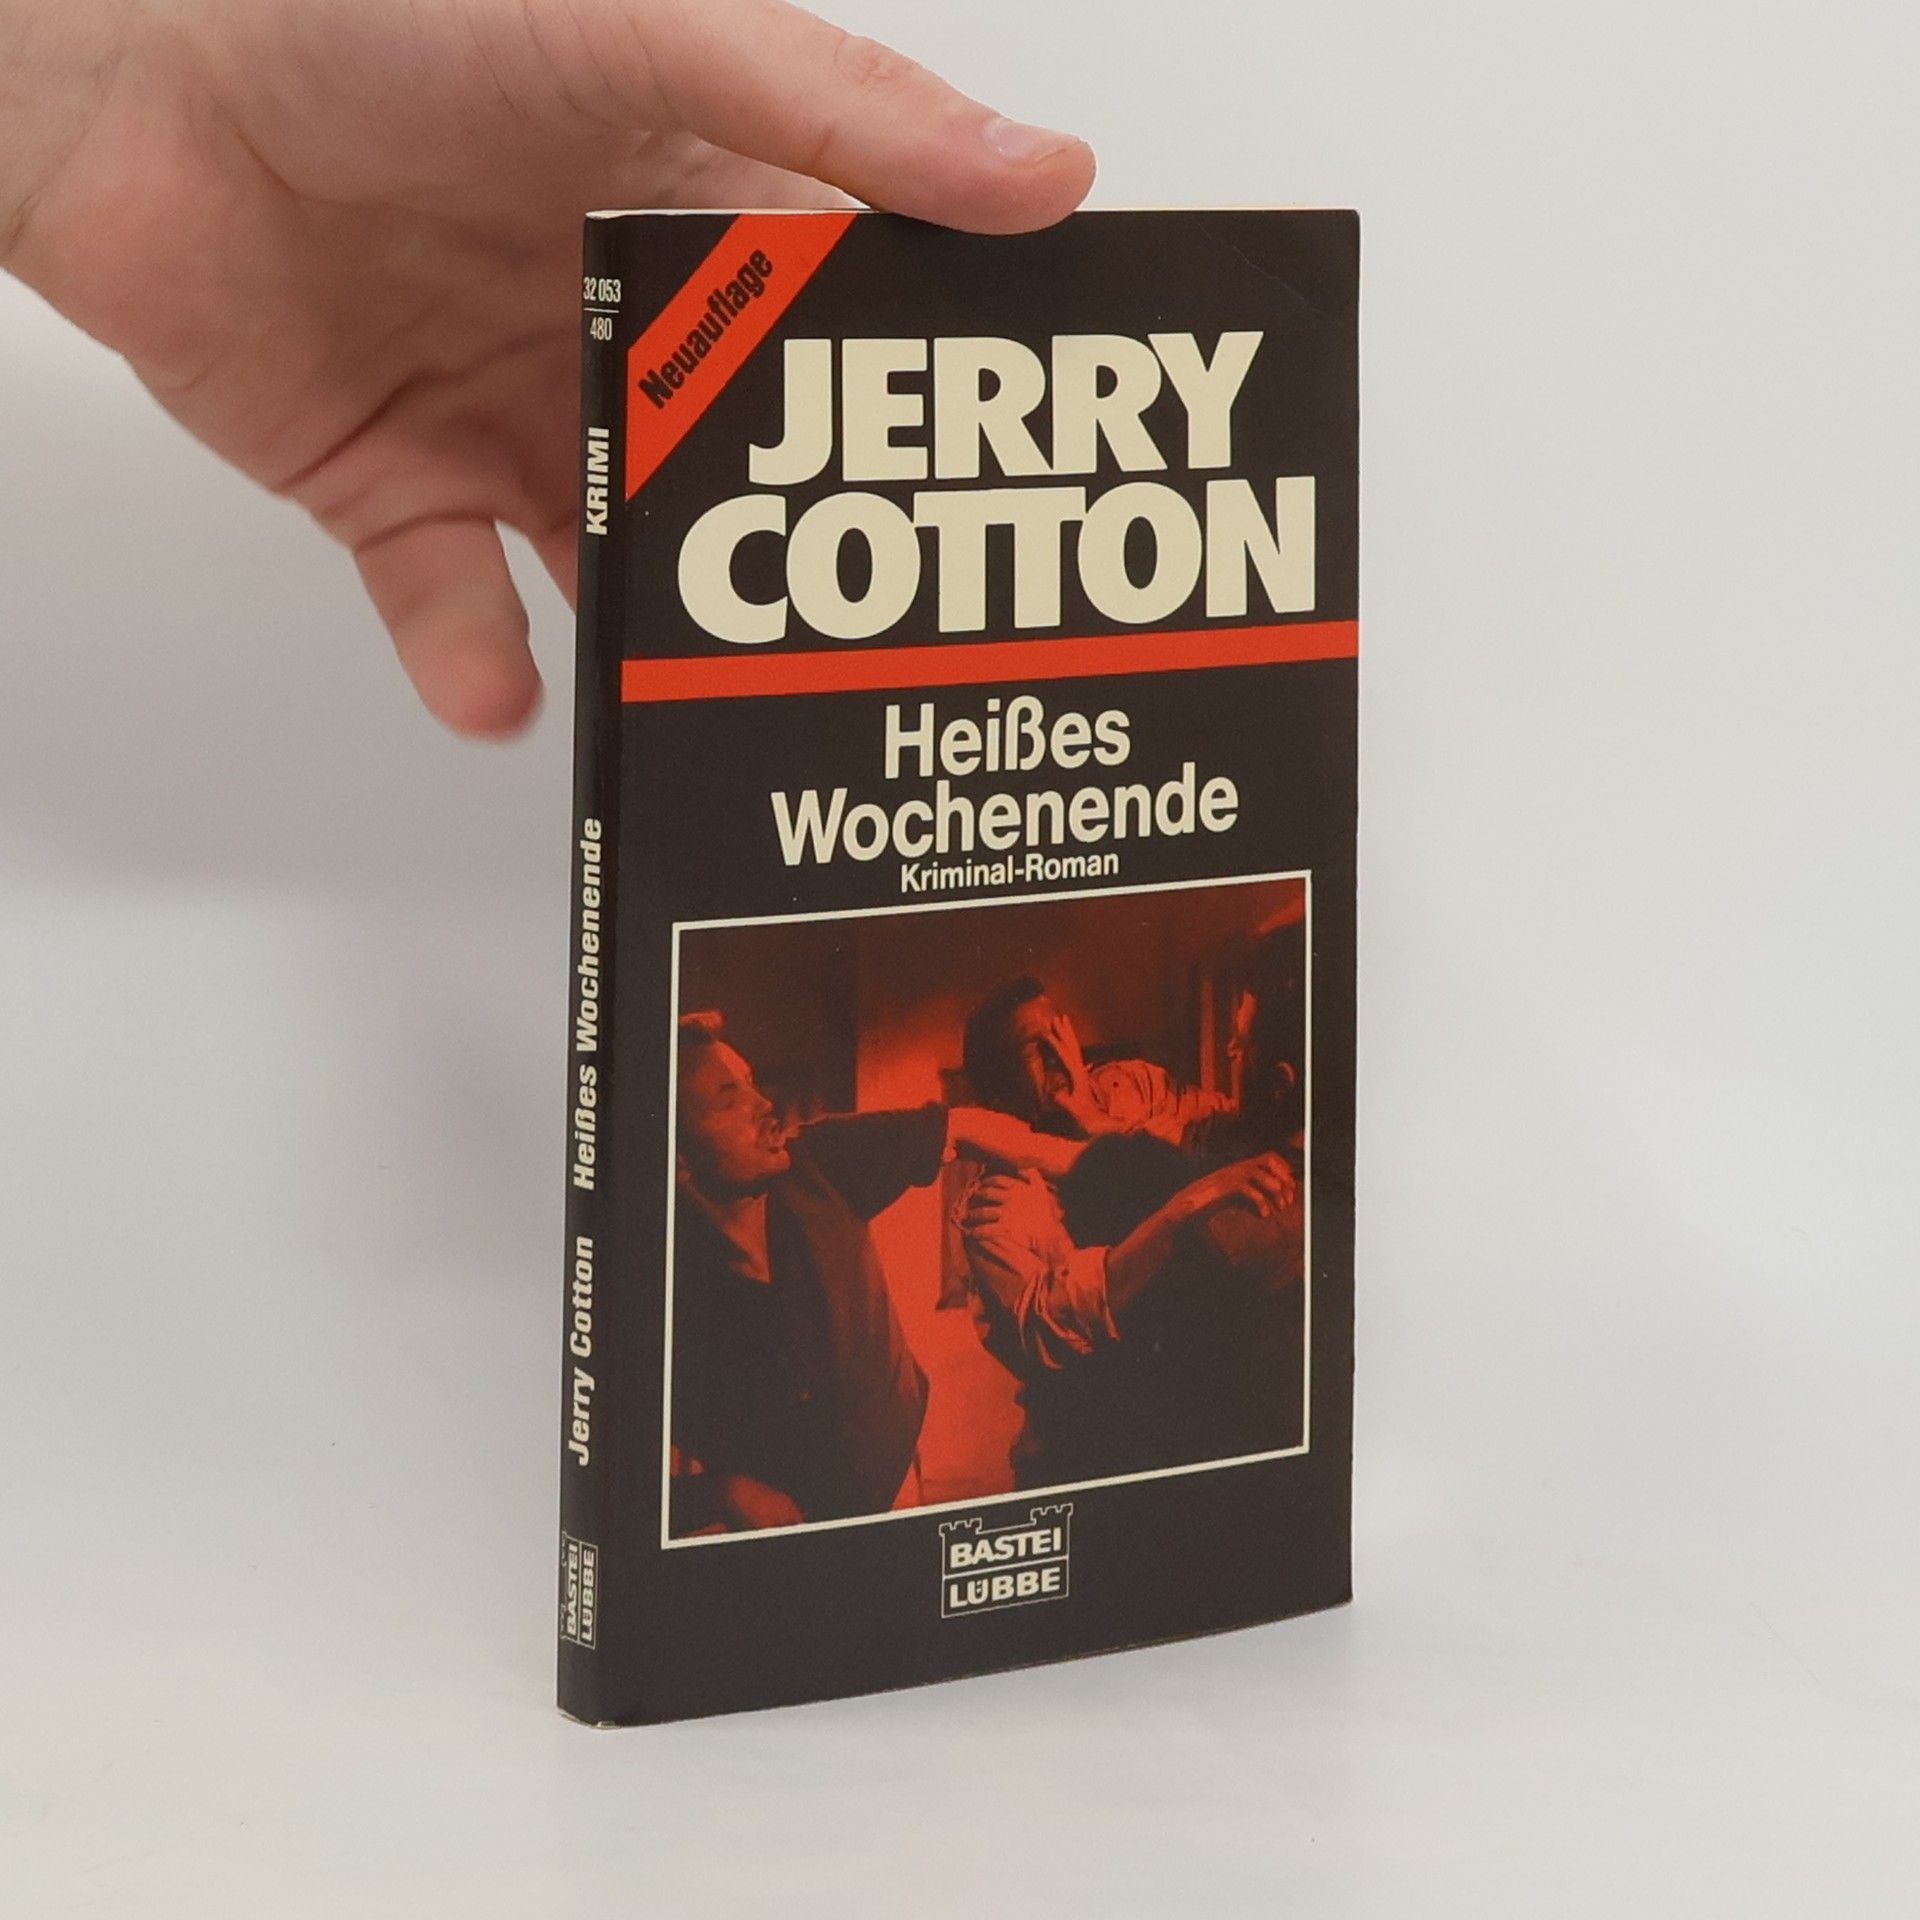 Neuauflage
JERRY
COTTON
Heißes
Wochenende
Kriminal-Roman
BASTEI
LÜBBE
32 053
480
KRIMI
Heißes Wochenende
Jerry Cotton
BASTEI
LÜBBE